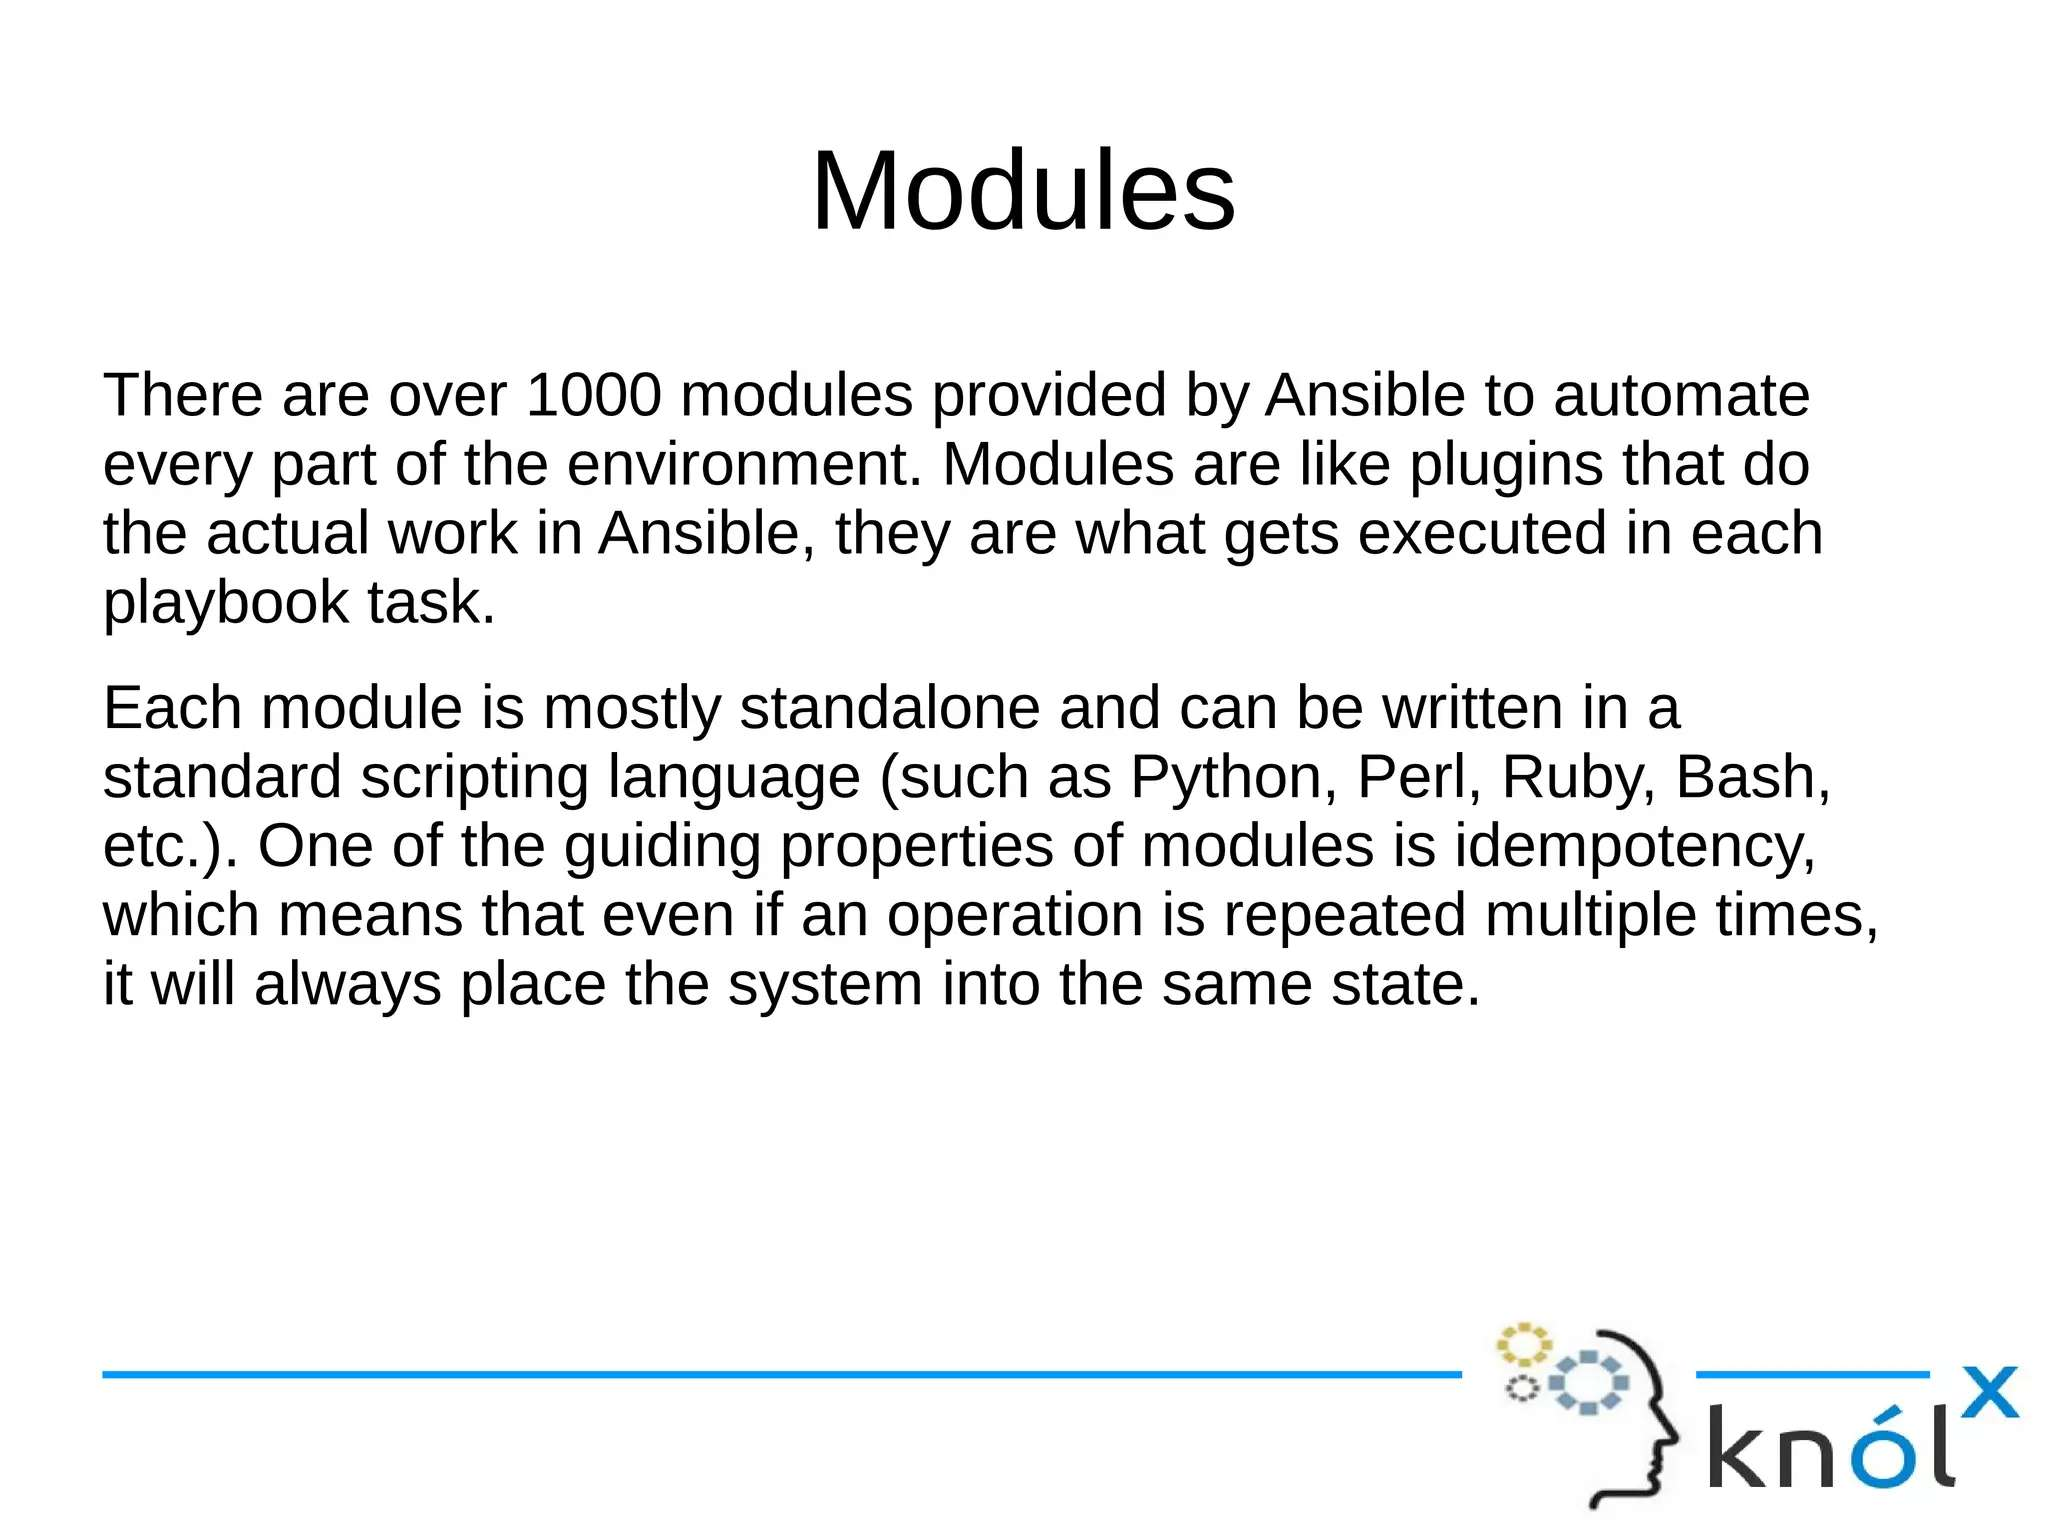 Modules
There are over 1000 modules provided by Ansible to automate
every part of the environment. Modules are like plugins that do
the actual work in Ansible, they are what gets executed in each
playbook task.
Each module is mostly standalone and can be written in a
standard scripting language (such as Python, Perl, Ruby, Bash,
etc.). One of the guiding properties of modules is idempotency,
which means that even if an operation is repeated multiple times,
it will always place the system into the same state.
knólx